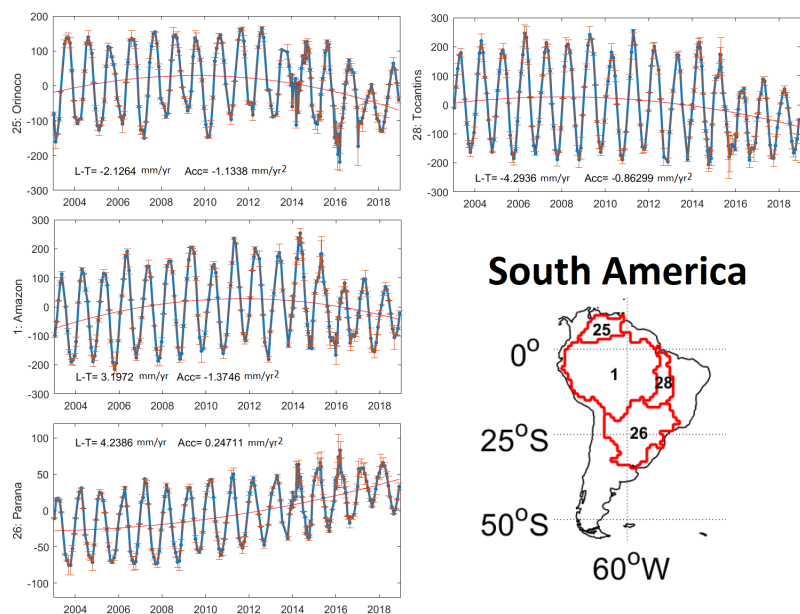 200
100
0
-100
-200
-300
25: Orinoco
L-T= -2.1264 mm/yr Acc= -1.1338 mm/yr2
2004 2006 2008 2010 2012 2014 2016 2018
300
200
100
0
-100
-200
-300
28: Tocantins
L-T= -4.2936 mm/yr Acc= -0.86299 mm/yr2
2004 2006 2008 2010 2012 2014 2016 2018
300
200
100
0
-100
-200
-300
1: Amazon
L-T= 3.1972 mm/yr Acc= -1.3746 mm/yr2
2004 2006 2008 2010 2012 2014 2016 2018
100
50
0
-50
-100
26: Parana
L-T= 4.2386 mm/yr Acc= 0.24711 mm/yr2
2004 2006 2008 2010 2012 2014 2016 2018
South America
25
0°
1
28
26
25°S
50°S
60°W